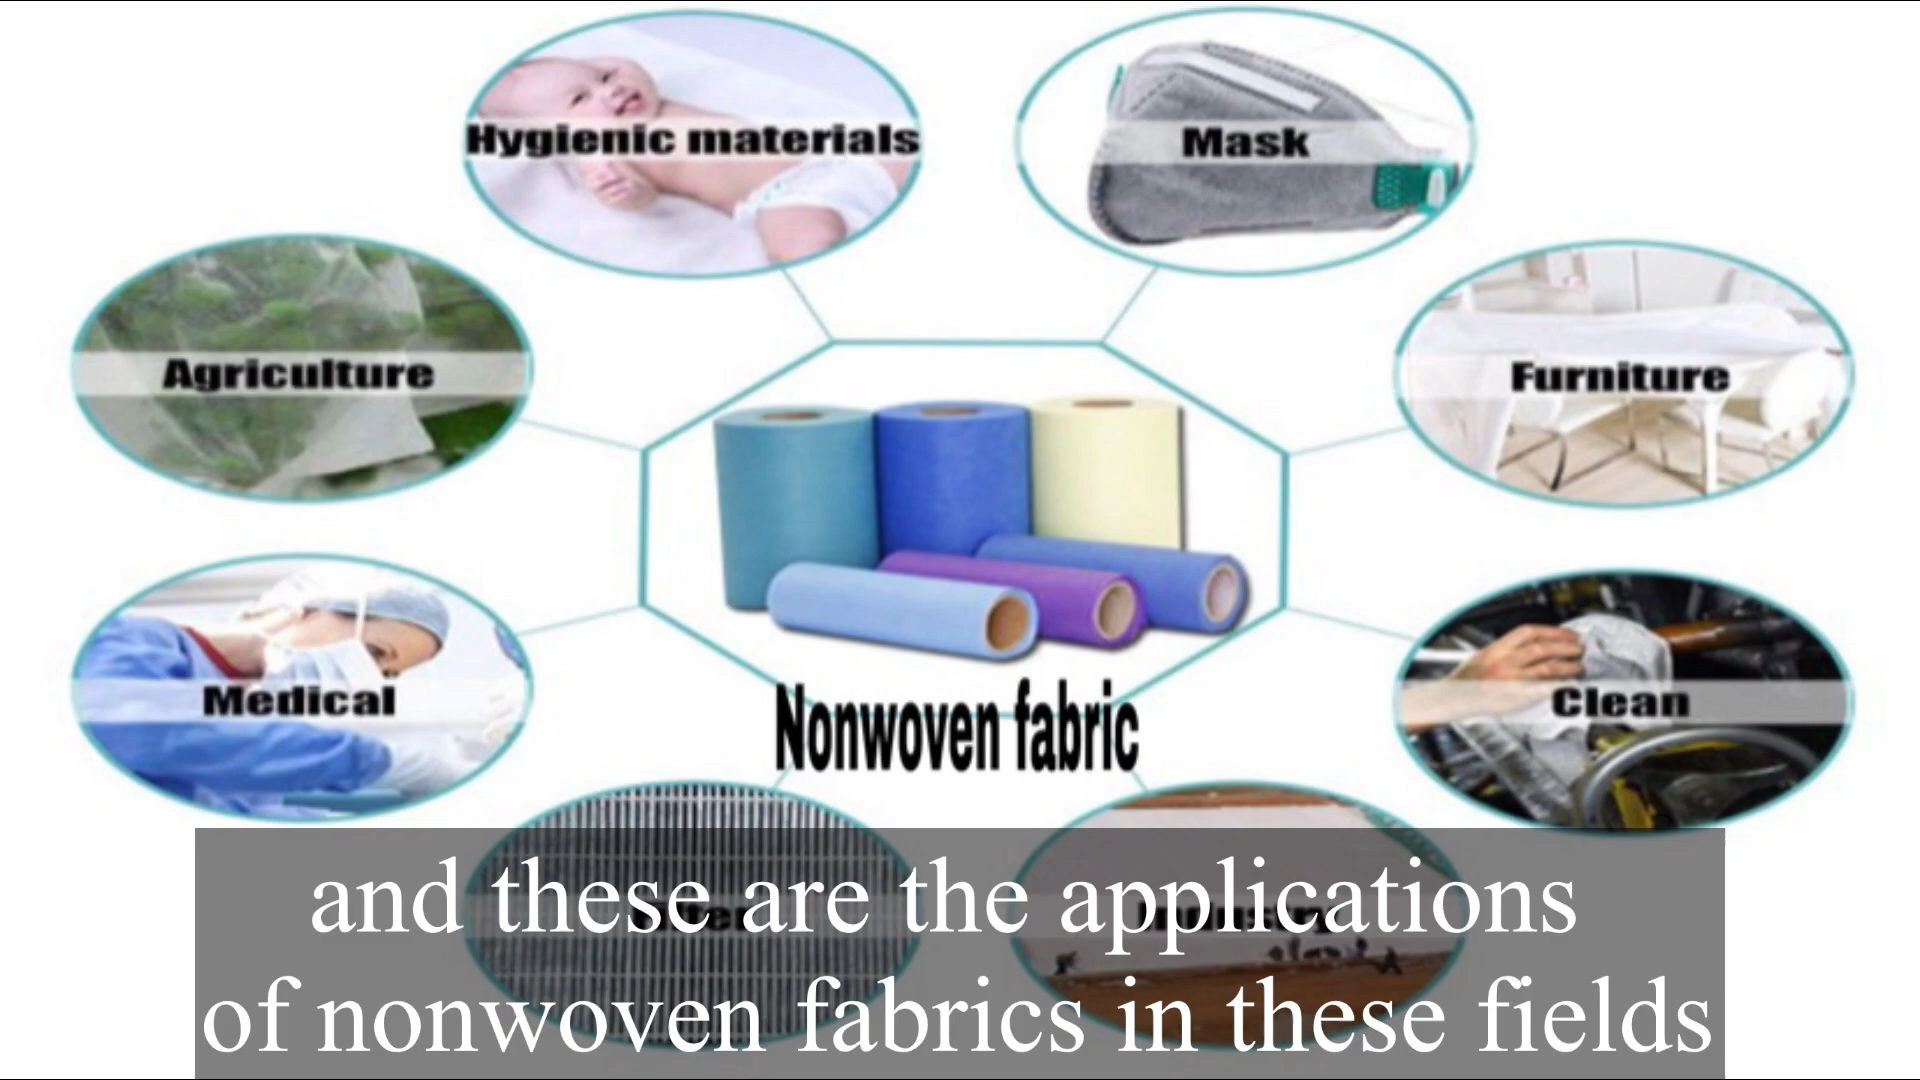 Hygienic materials
Mask
Agriculture
Furniture
Medical
Clean
Nonwoven fabric
and these are the applications
of nonwoven fabrics in these fields